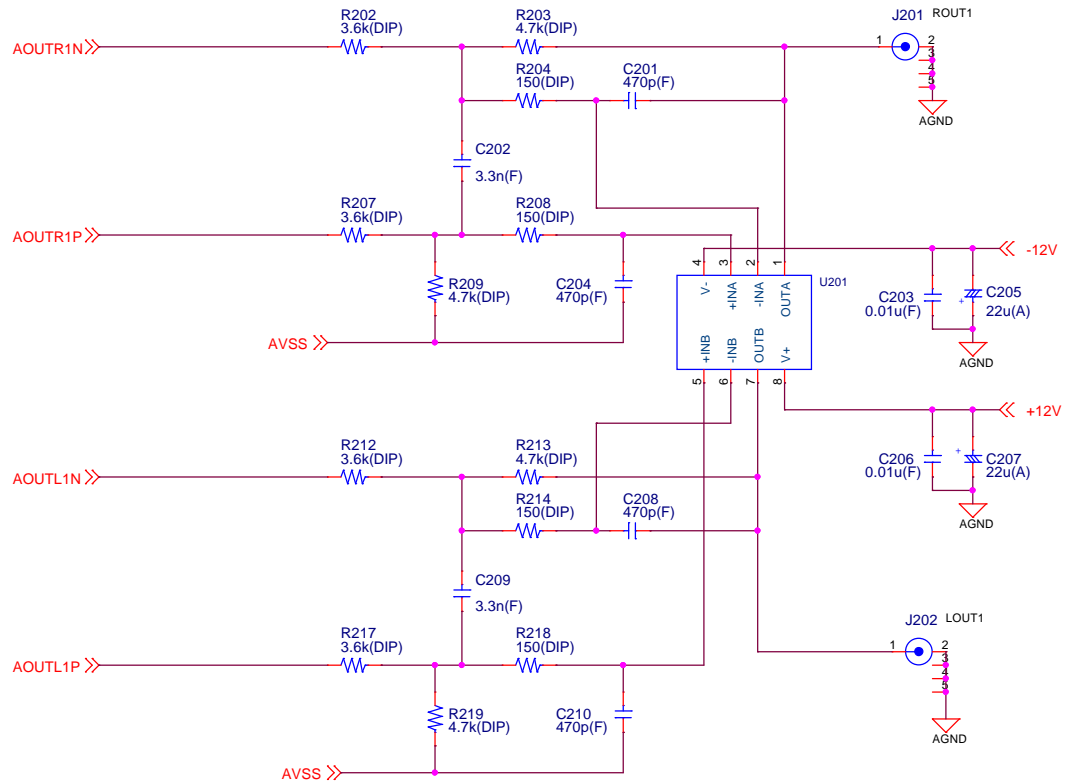 R202
3.6k(DIP)
R203
4.7k(DIP)
J201 ROUT1
AOUTR1N
1
2
3
4
5
R204
150(DIP)
C201
470p(F)
AGND
C202
3.3n(F)
R207
3.6k(DIP)
R208
150(DIP)
AOUTR1P
-12V
4
3
2
1
R209
4.7k(DIP)
C204
470p(F)
V-
+INA
-INA
OUTA
U201
C203
0.01u(F)
+
C205
22u(A)
AVSS
+INB
-INB
OUTB
V+
AGND
5
6
7
8
+12V
R212
3.6k(DIP)
R213
4.7k(DIP)
C206
0.01u(F)
+
C207
22u(A)
AOUTL1N
R214
150(DIP)
C208
470p(F)
AGND
C209
3.3n(F)
J202 LOUT1
R217
3.6k(DIP)
R218
150(DIP)
1
2
3
4
5
AOUTL1P
R219
4.7k(DIP)
C210
470p(F)
AGND
AVSS